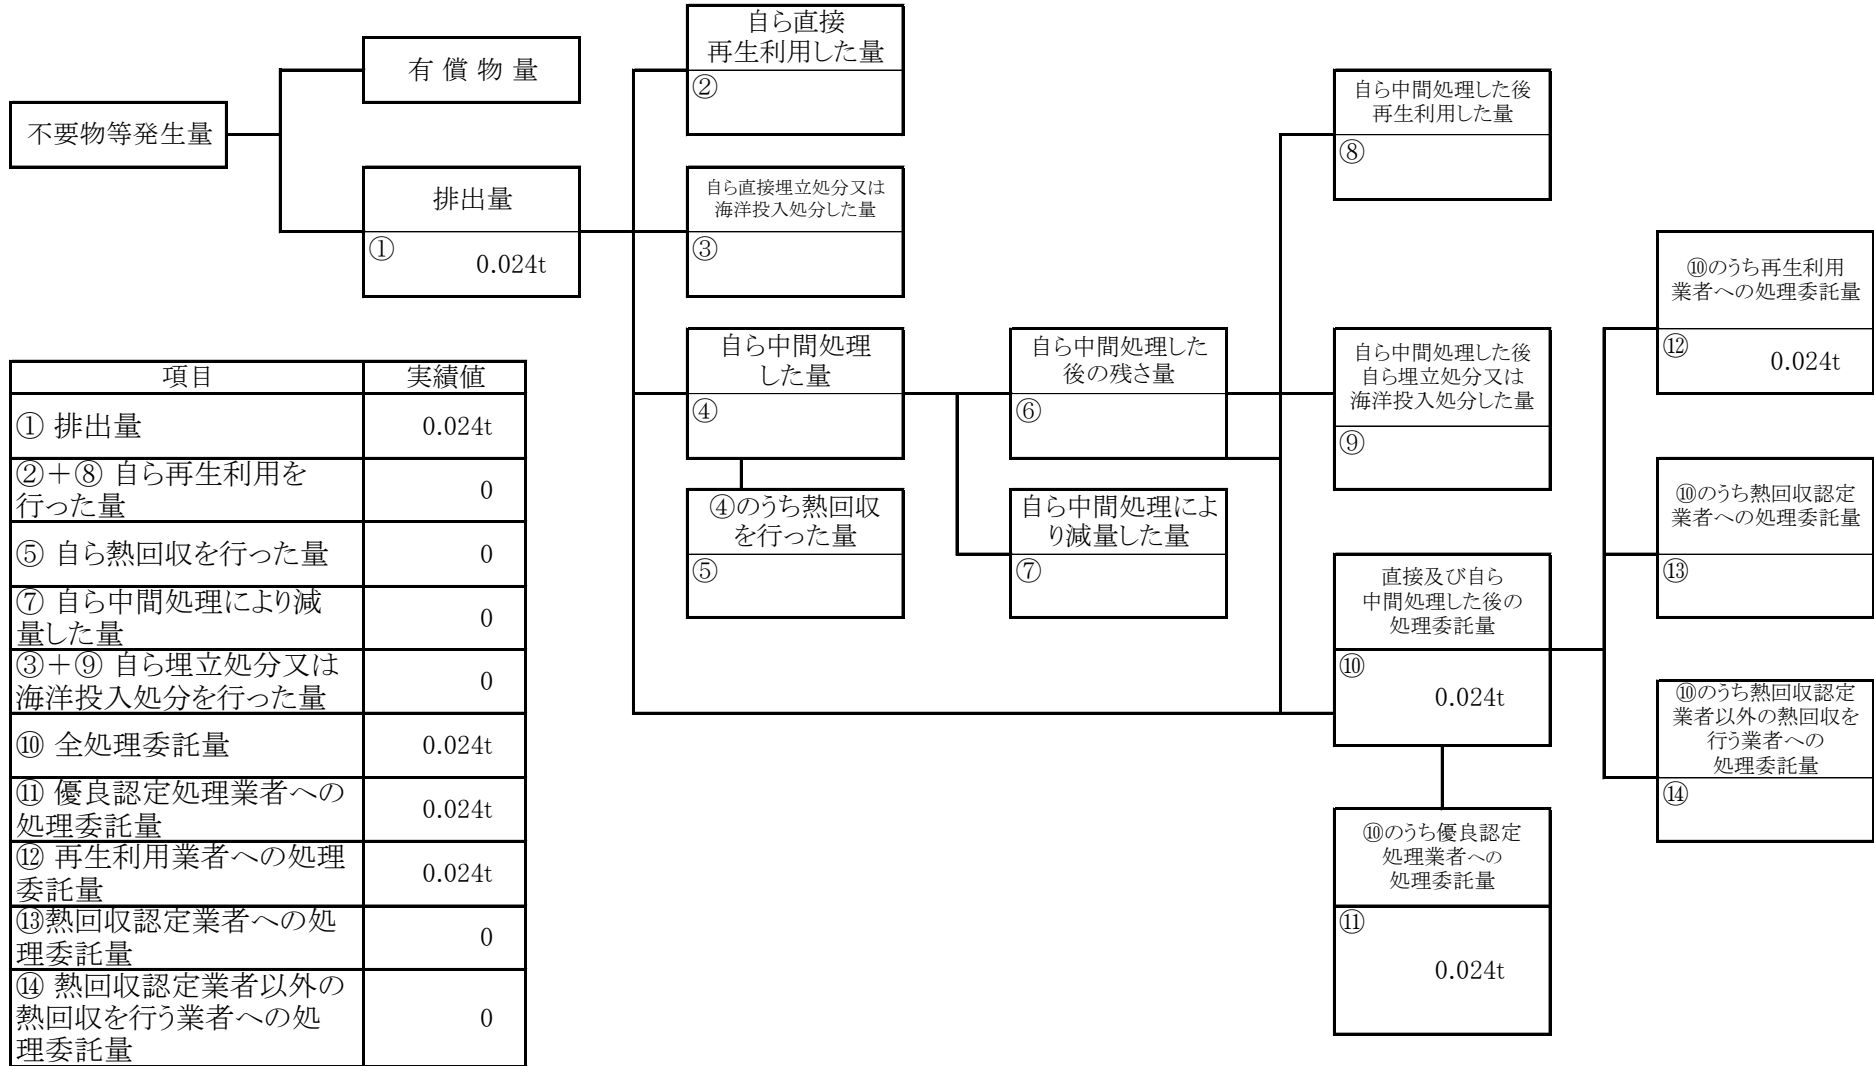 不要物等発生量
有 償 物 量
排出量
①
0.024t
自ら直接
再生利用した量
②
自ら直接埋立処分又は
海洋投入処分した量
③
自ら中間処理
した量
④
④のうち熱回収
を行った量
⑤
自ら中間処理した
後の残さ量
⑥
自ら中間処理によ
り減量した量
⑦
自ら中間処理した後
再生利用した量
⑧
自ら中間処理した後
自ら埋立処分又は
海洋投入処分した量
⑨
直接及び自ら
中間処理した後の
処理委託量
⑩
0.024t
⑩のうち優良認定
処理業者への
処理委託量
⑪
0.024t
⑩のうち再生利用
業者への処理委託量
⑫
0.024t
⑩のうち熱回収認定
業者への処理委託量
⑬
⑩のうち熱回収認定
業者以外の熱回収を
行う業者への
処理委託量
⑭
項目 実績値
① 排出量 0.024t
②＋⑧ 自ら再生利用を
行った量 0
⑤ 自ら熱回収を行った量 0
⑦ 自ら中間処理により減
量した量 0
③＋⑨ 自ら埋立処分又は
海洋投入処分を行った量 0
⑩ 全処理委託量 0.024t
⑪ 優良認定処理業者への
処理委託量 0.024t
⑫ 再生利用業者への処理
委託量 0.024t
⑬熱回収認定業者への処
理委託量 0
⑭ 熱回収認定業者以外の
熱回収を行う業者への処
理委託量 0